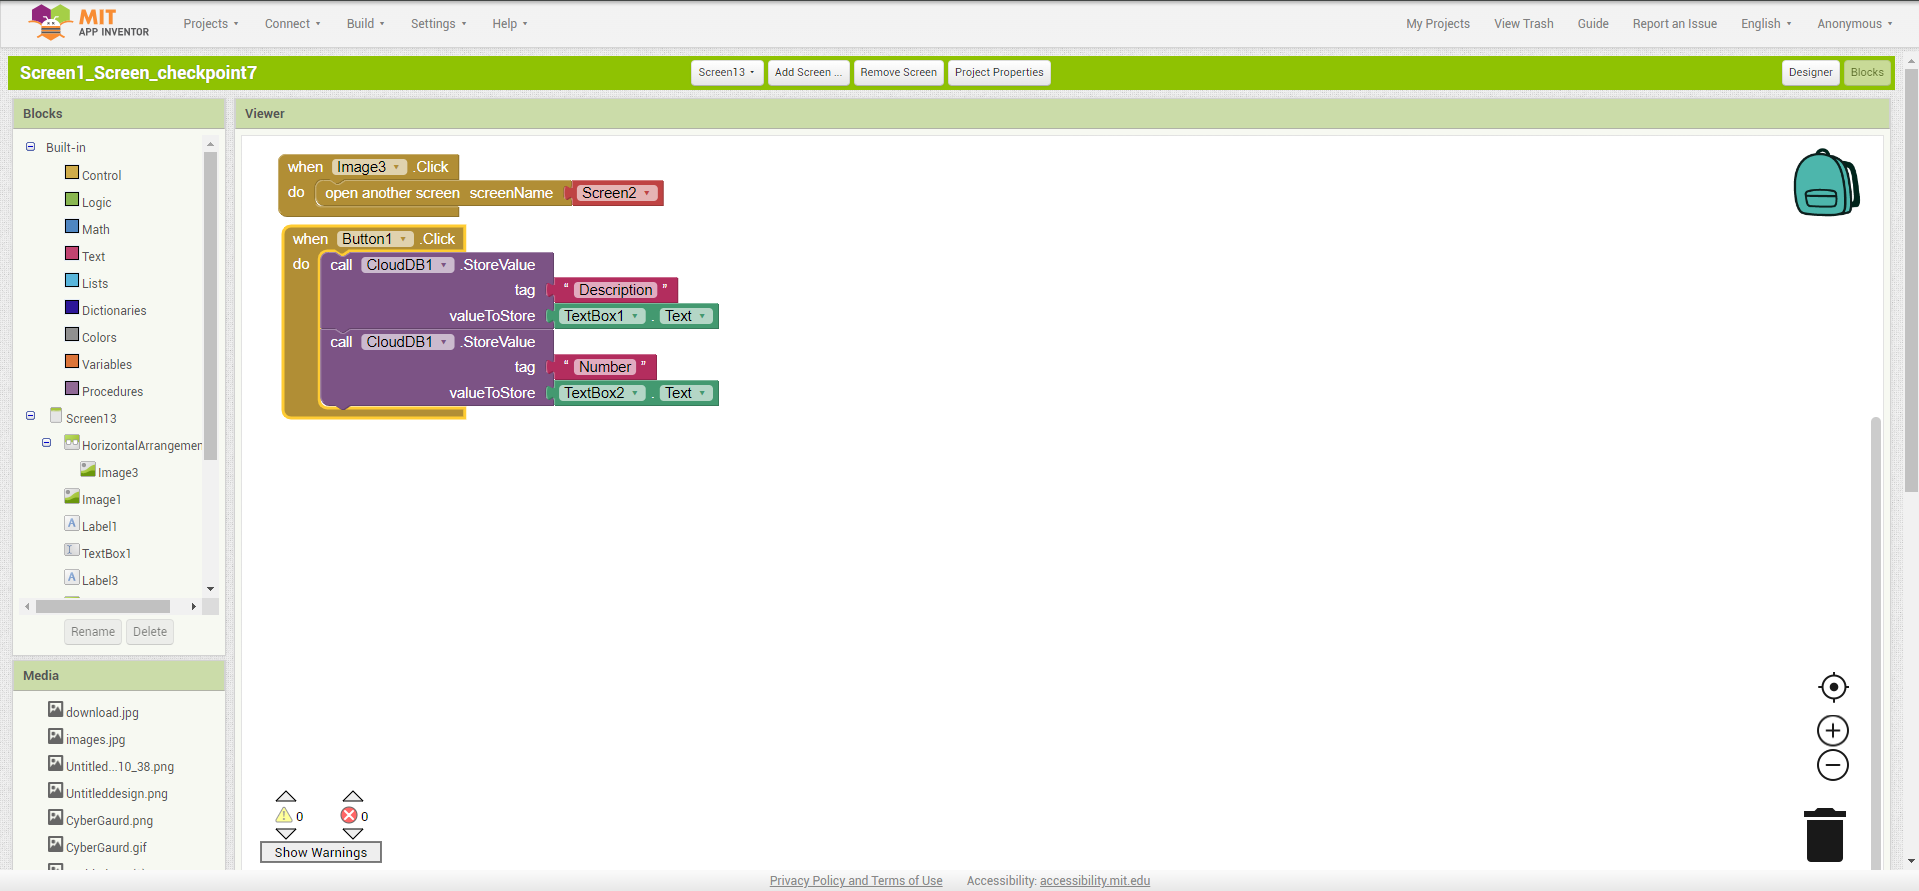 MIT
APP INVENTOR
Projects
Connect
Build
Settings
Help
My Projects
View Trash
Guide
Report an Issue
English
Anonymous
Screen1_Screen_checkpoint7
Screen13
Add Screen ...
Remove Screen
Project Properties
Designer
Blocks
Blocks
Built-in
Control
Logic
Math
Text
Lists
Dictionaries
Colors
Variables
Procedures
Screen13
HorizontalArrangemer
Image3
Image1
Label1
TextBox1
Label3
Rename
Delete
Media
download.jpg
images.jpg
Untitled...10_38.png
Untitleddesign.png
CyberGaurd.png
CyberGaurd.gif
Viewer
when Image3 .Click
do open another screen screenName Screen2
when Button1 .Click
do call CloudDB1 .StoreValue
tag “ Description ”
valueToStore TextBox1 . Text
call CloudDB1 .StoreValue
tag “ Number ”
valueToStore TextBox2 . Text
0
0
Show Warnings
Privacy Policy and Terms of Use
Accessibility: accessibility.mit.edu